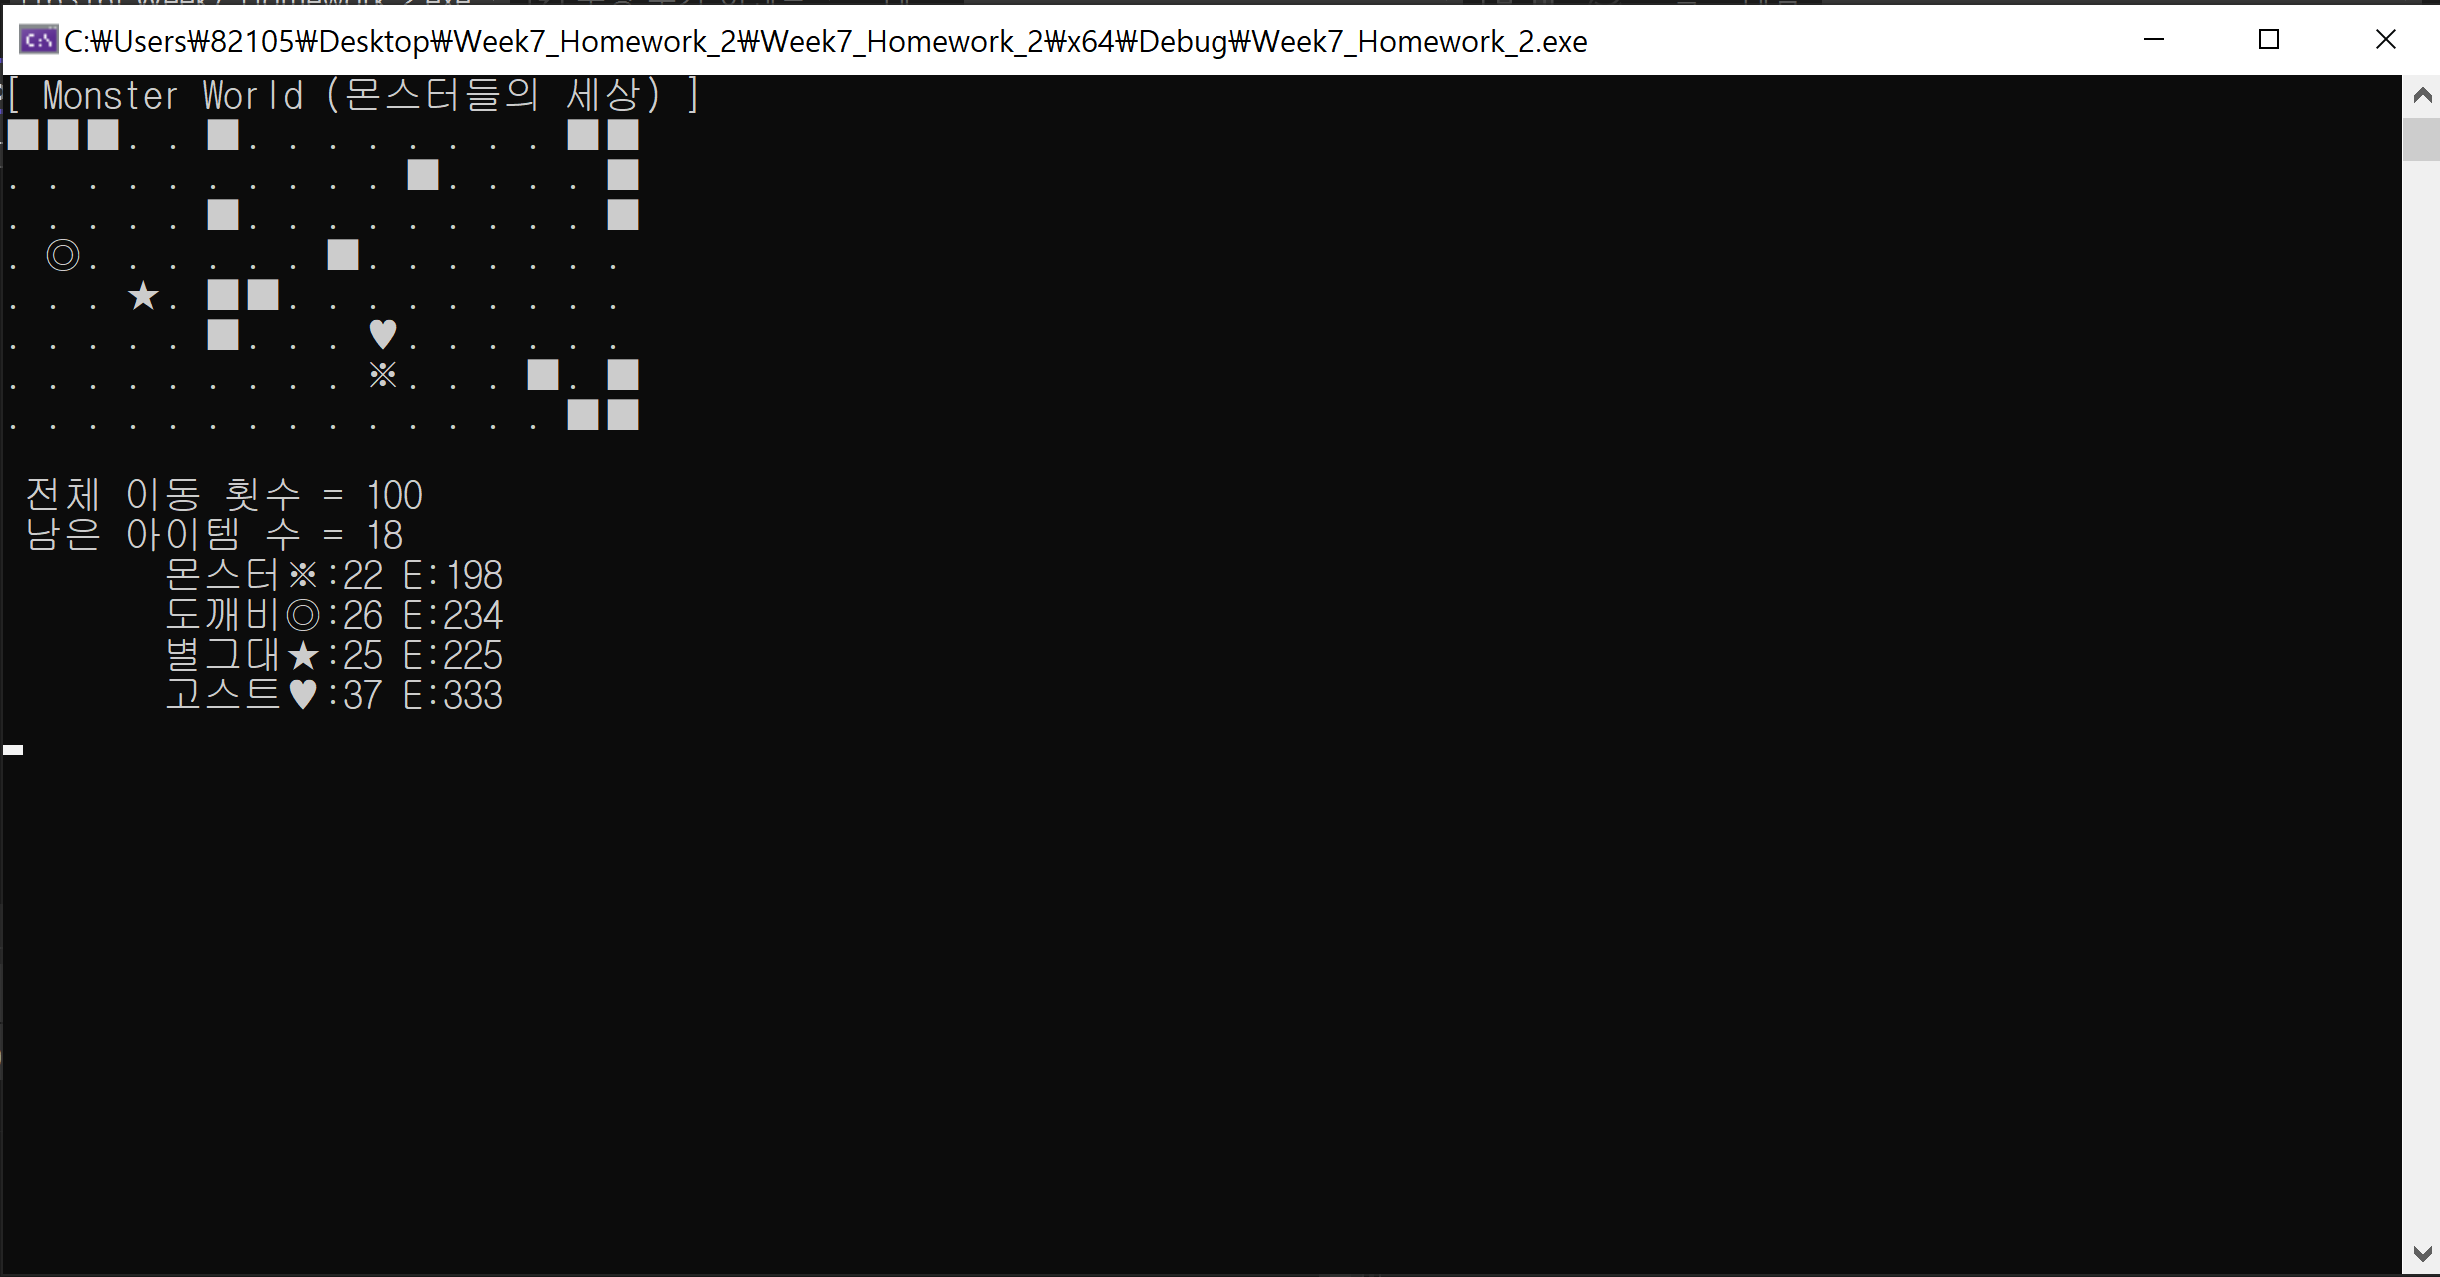 C:\Users\82105\Desktop\Week7_Homework_2\Week7_Homework_2\x64\Debug\Week7_Homework_2.exe
[ Monster World (몬스터들의 세상) ]
■■■. . ■. . . . . . . . ■■
. . . . . . . . . . ■. . . . ■
. . . . . ■. . . . . . . . . ■
. ◎. . . . . . ■. . . . . . .
. . . ★. ■■. . . . . . . . .
. . . . . ■. . . ♥. . . . . .
. . . . . . . . . ※. . . ■. ■
. . . . . . . . . . . . . . ■■
전체 이동 횟수 = 100
남은 아이템 수 = 18
몬스터※:22 E:198
도깨비◎:26 E:234
별그대★:25 E:225
고스트♥:37 E:333